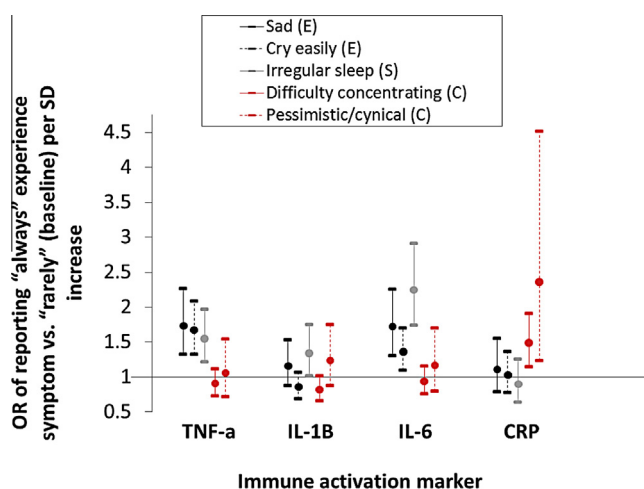 Sad (E)
Cry easily (E)
Irregular sleep (S)
Difficulty concentrating (C)
Pessimistic/cynical (C)
OR of reporting “always” experience
symptom vs. “rarely” (baseline) per SD
increase
4.5
4
3.5
3
2.5
2
1.5
1
0.5
TNF-a IL-1B IL-6 CRP
Immune activation marker